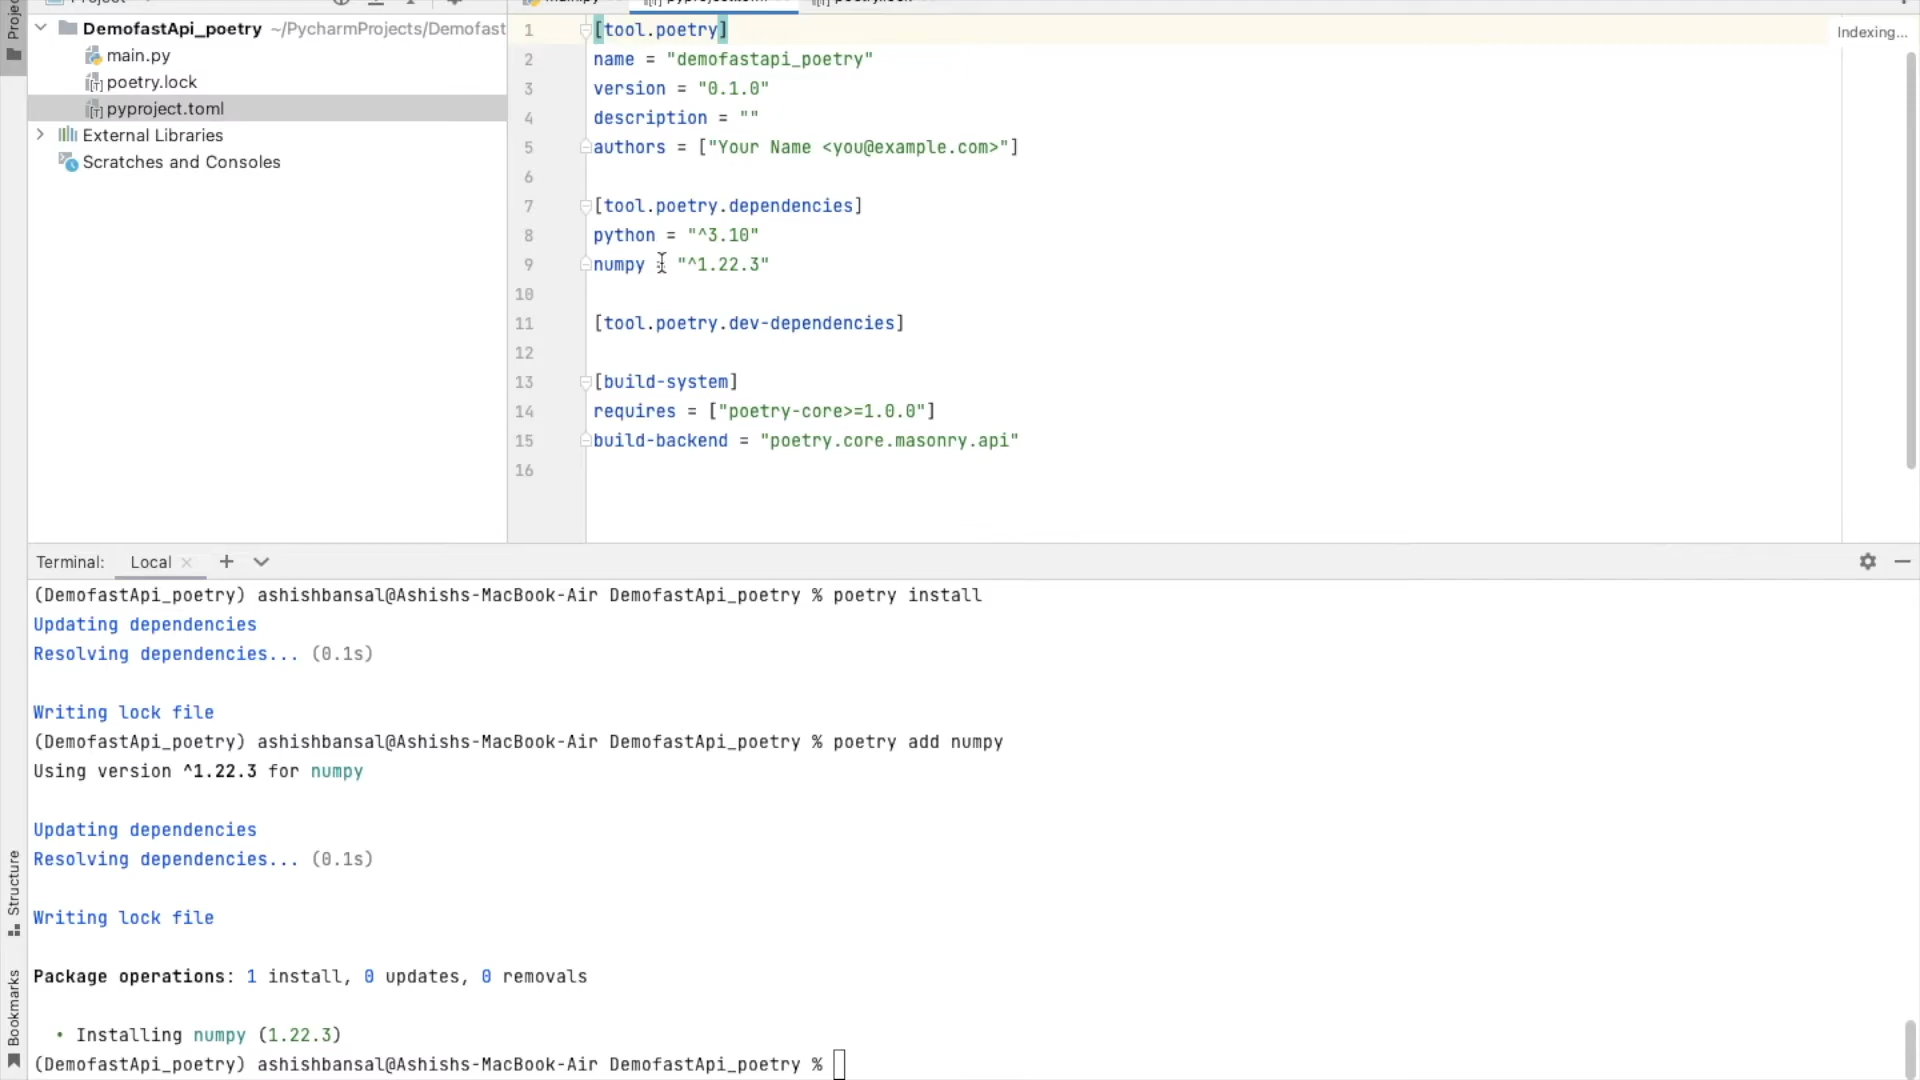 DemofastApi_poetry ~/PycharmProjects/Demofast
main.py
poetry.lock
pyproject.toml
External Libraries
Scratches and Consoles
Indexing...
1 [tool.poetry]
2 name = "demofastapi_poetry"
3 version = "0.1.0"
4 description = ""
5 authors = ["Your Name <you@example.com>"]
6
7 [tool.poetry.dependencies]
8 python = "^3.10"
9 numpy = "^1.22.3"
10
11 [tool.poetry.dev-dependencies]
12
13 [build-system]
14 requires = ["poetry-core>=1.0.0"]
15 build-backend = "poetry.core.masonry.api"
16
Terminal: Local
(DemofastApi_poetry) ashishbansal@Ashishs-MacBook-Air DemofastApi_poetry % poetry install
Updating dependencies
Resolving dependencies... (0.1s)
Writing lock file
(DemofastApi_poetry) ashishbansal@Ashishs-MacBook-Air DemofastApi_poetry % poetry add numpy
Using version ^1.22.3 for numpy
Updating dependencies
Resolving dependencies... (0.1s)
Writing lock file
Package operations: 1 install, 0 updates, 0 removals
• Installing numpy (1.22.3)
(DemofastApi_poetry) ashishbansal@Ashishs-MacBook-Air DemofastApi_poetry %
Structure
Bookmarks